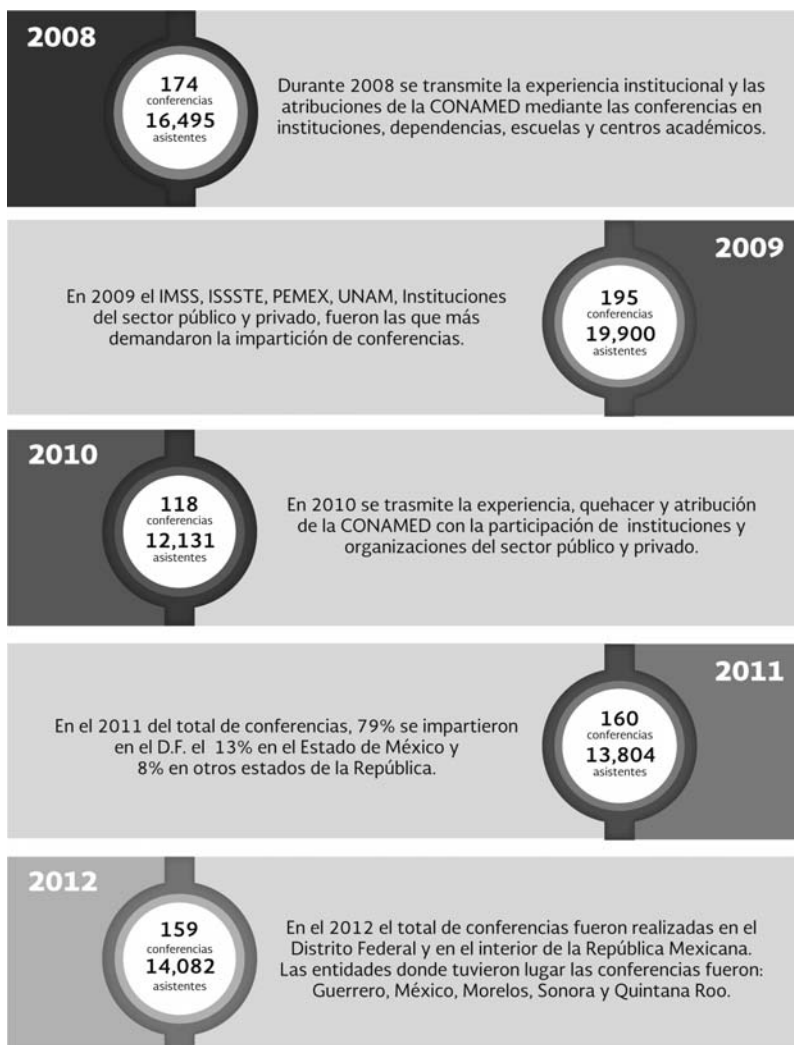 2008
174
conferencias
16,495
asistentes
Durante 2008 se transmite la experiencia institucional y las
atribuciones de la CONAMED mediante las conferencias en
instituciones, dependencias, escuelas y centros académicos.
2009
En 2009 el IMSS, ISSSTE, PEMEX, UNAM, Instituciones
del sector público y privado, fueron las que más
demandaron la impartición de conferencias.
195
conferencias
19,900
asistentes
2010
118
conferencias
12,131
asistentes
En 2010 se trasmite la experiencia, quehacer y atribución
de la CONAMED con la participación de instituciones y
organizaciones del sector público y privado.
2011
En el 2011 del total de conferencias, 79% se impartieron
en el D.F. el 13% en el Estado de México y
8% en otros estados de la República.
160
conferencias
13,804
asistentes
2012
159
conferencias
14,082
asistentes
En el 2012 el total de conferencias fueron realizadas en el
Distrito Federal y en el interior de la República Mexicana.
Las entidades donde tuvieron lugar las conferencias fueron:
Guerrero, México, Morelos, Sonora y Quintana Roo.